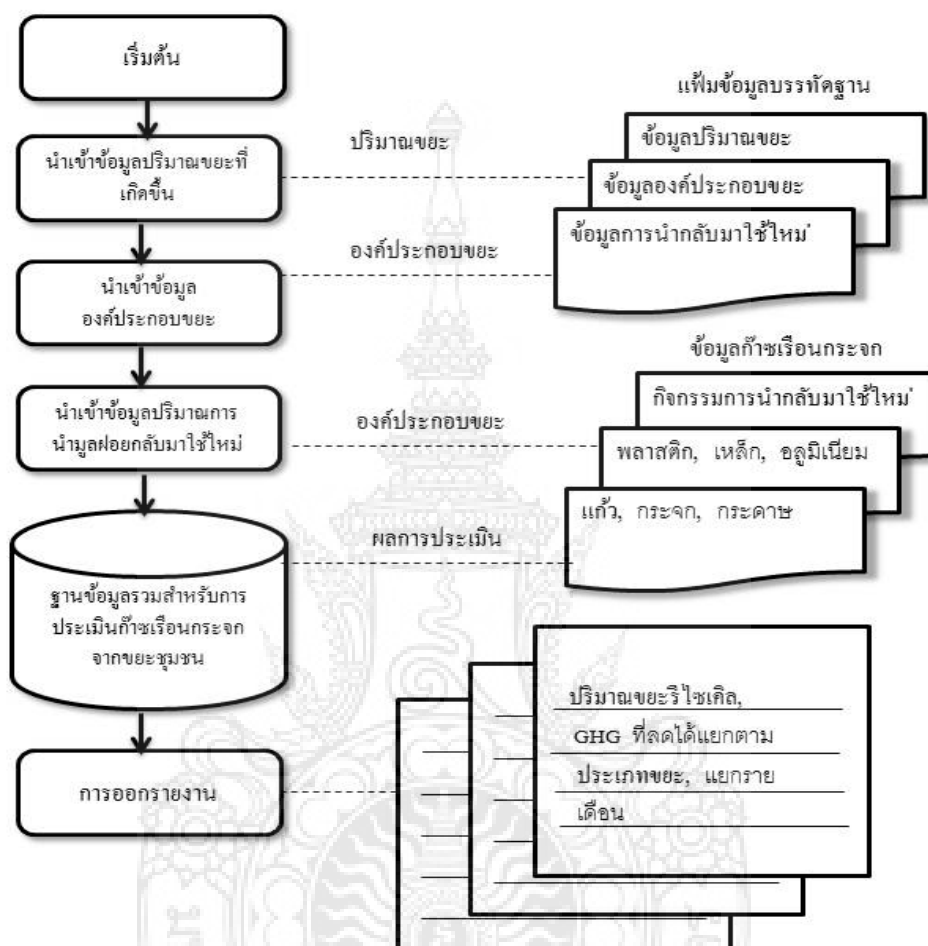 เริ่มต้น
นำเข้าข้อมูลปริมาณขยะที่
เกิดขึ้น
นำเข้าข้อมูล
องค์ประกอบขยะ
นำเข้าข้อมูลปริมาณการ
นำมูลฝอยกลับมาใช้ใหม่
ฐานข้อมูลรวมสำหรับการ
ประเมินก๊าซเรือนกระจก
จากขยะชุมชน
การออกรายงาน
ปริมาณขยะ
องค์ประกอบขยะ
องค์ประกอบขยะ
ผลการประเมิน
แฟ้มข้อมูลบรรทัดฐาน
ข้อมูลปริมาณขยะ
ข้อมูลองค์ประกอบขยะ
ข้อมูลการนำกลับมาใช้ใหม่
ข้อมูลก๊าซเรือนกระจก
กิจกรรมการนำกลับมาใช้ใหม่
พลาสติก, เหล็ก, อลูมิเนียม
แก้ว, กระจก, กระดาษ
ปริมาณขยะรีไซเคิล,
GHG ที่ลดได้แยกตาม
ประเภทขยะ, แยกราย
เดือน